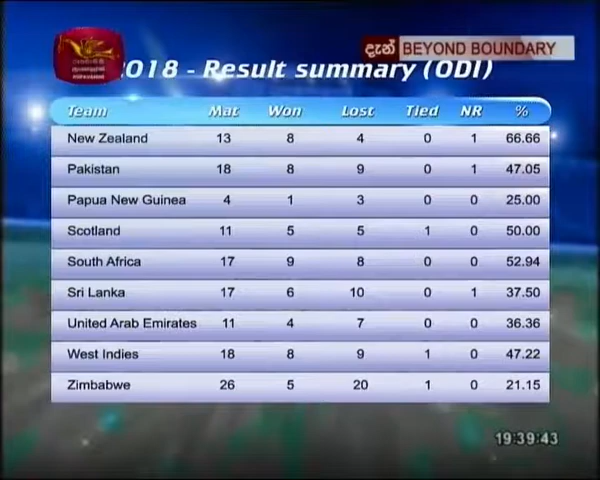 දැන් BEYOND BOUNDARY
2018 - Result summary (ODI)
Team Mat Won Lost Tied NR %
New Zealand 13 8 4 0 1 66.66
Pakistan 18 8 9 0 1 47.05
Papua New Guinea 4 1 3 0 0 25.00
Scotland 11 5 5 1 0 50.00
South Africa 17 9 8 0 0 52.94
Sri Lanka 17 6 10 0 1 37.50
United Arab Emirates 11 4 7 0 0 36.36
West Indies 18 8 9 1 0 47.22
Zimbabwe 26 5 20 1 0 21.15
19:39:43